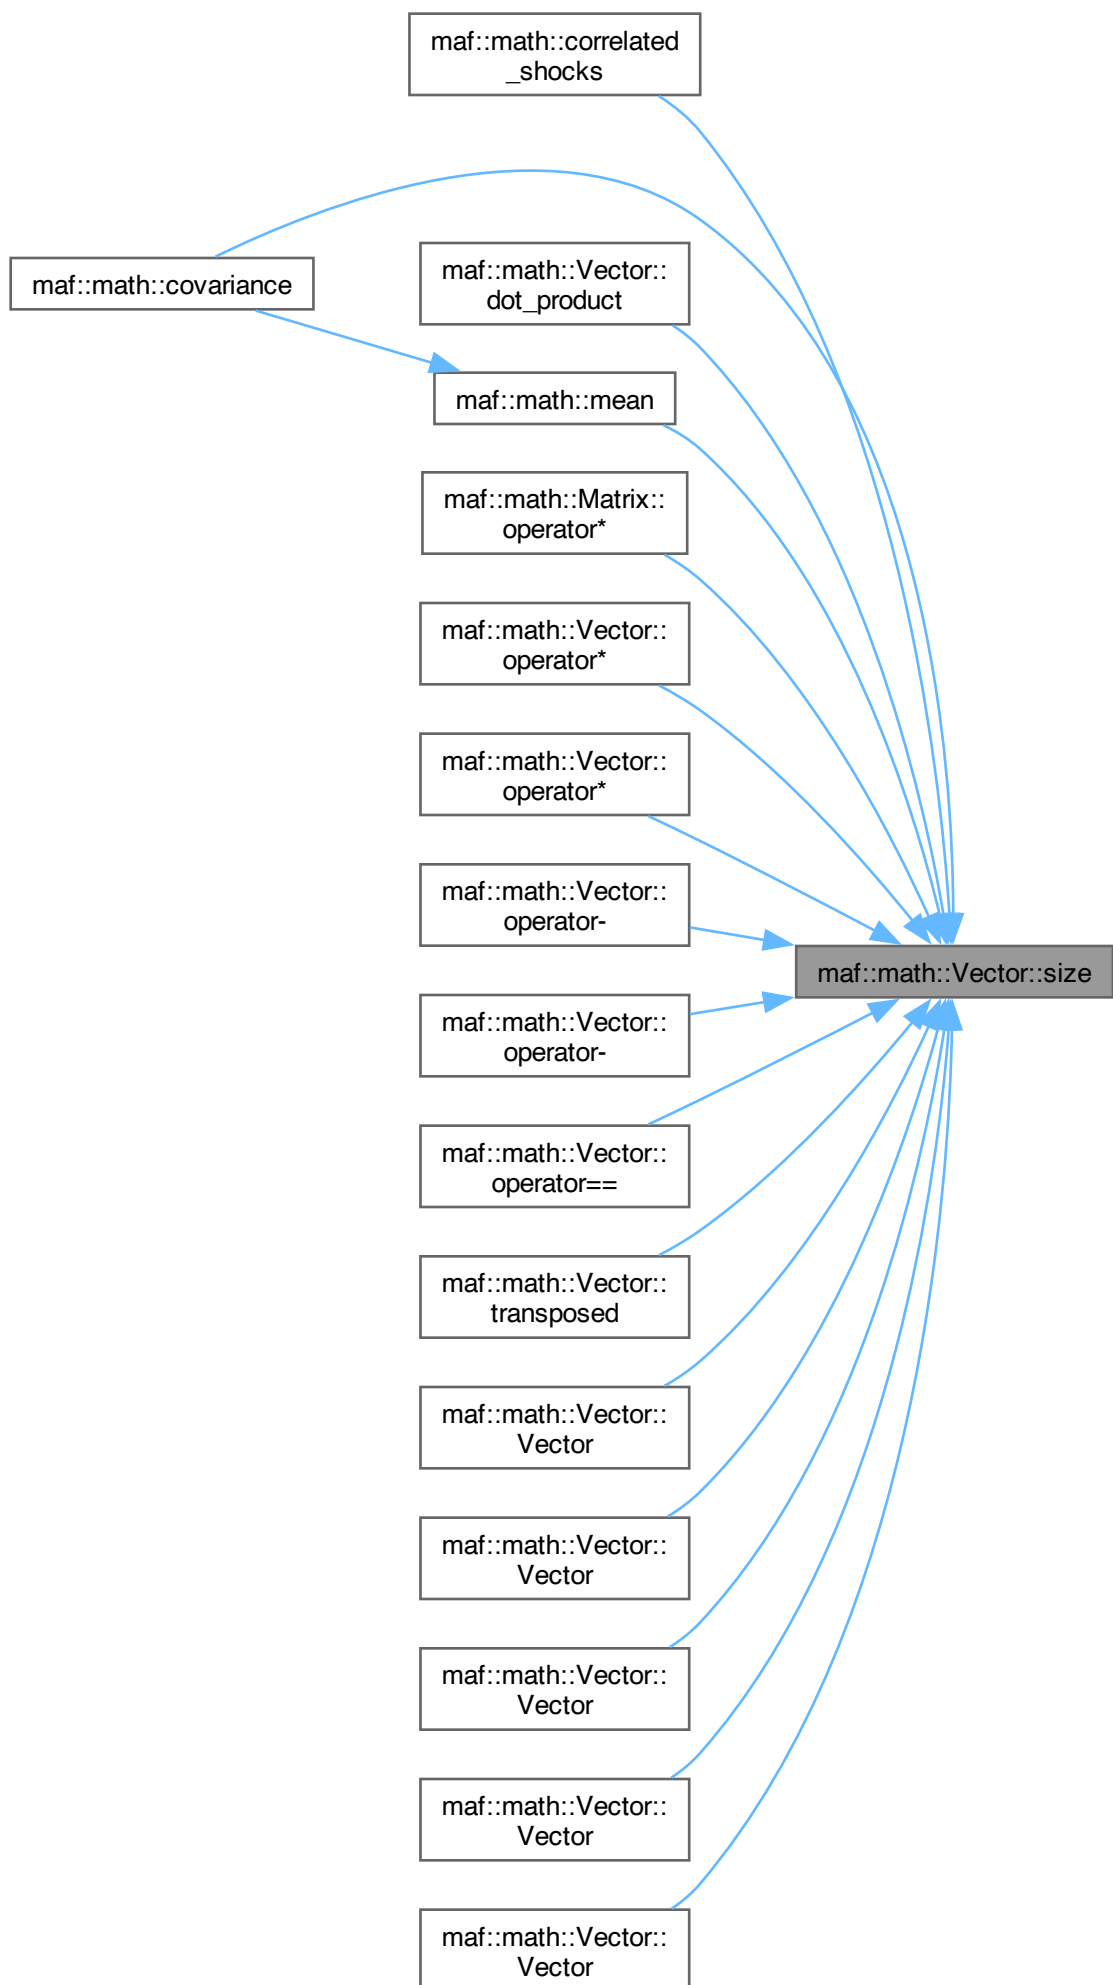 maf::math::correlated
_shocks
maf::math::covariance
maf::math::Vector::
dot_product
maf::math::mean
maf::math::Matrix::
operator*
maf::math::Vector::
operator*
maf::math::Vector::
operator*
maf::math::Vector::
operator-
maf::math::Vector::size
maf::math::Vector::
operator-
maf::math::Vector::
operator==
maf::math::Vector::
transposed
maf::math::Vector::
Vector
maf::math::Vector::
Vector
maf::math::Vector::
Vector
maf::math::Vector::
Vector
maf::math::Vector::
Vector